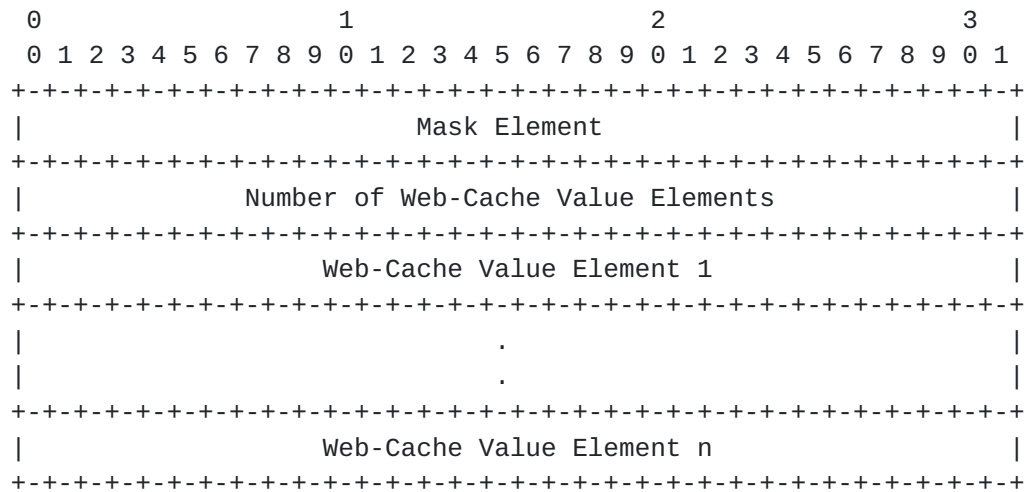 0                   1                   2                   3
 0 1 2 3 4 5 6 7 8 9 0 1 2 3 4 5 6 7 8 9 0 1 2 3 4 5 6 7 8 9 0 1
+-+-+-+-+-+-+-+-+-+-+-+-+-+-+-+-+-+-+-+-+-+-+-+-+-+-+-+-+-+-+-+-+
|                         Mask Element                          |
+-+-+-+-+-+-+-+-+-+-+-+-+-+-+-+-+-+-+-+-+-+-+-+-+-+-+-+-+-+-+-+-+
|              Number of Web-Cache Value Elements               |
+-+-+-+-+-+-+-+-+-+-+-+-+-+-+-+-+-+-+-+-+-+-+-+-+-+-+-+-+-+-+-+-+
|                   Web-Cache Value Element 1                   |
+-+-+-+-+-+-+-+-+-+-+-+-+-+-+-+-+-+-+-+-+-+-+-+-+-+-+-+-+-+-+-+-+
|                              .                                |
|                              .                                |
+-+-+-+-+-+-+-+-+-+-+-+-+-+-+-+-+-+-+-+-+-+-+-+-+-+-+-+-+-+-+-+-+
|                   Web-Cache Value Element n                   |
+-+-+-+-+-+-+-+-+-+-+-+-+-+-+-+-+-+-+-+-+-+-+-+-+-+-+-+-+-+-+-+-+